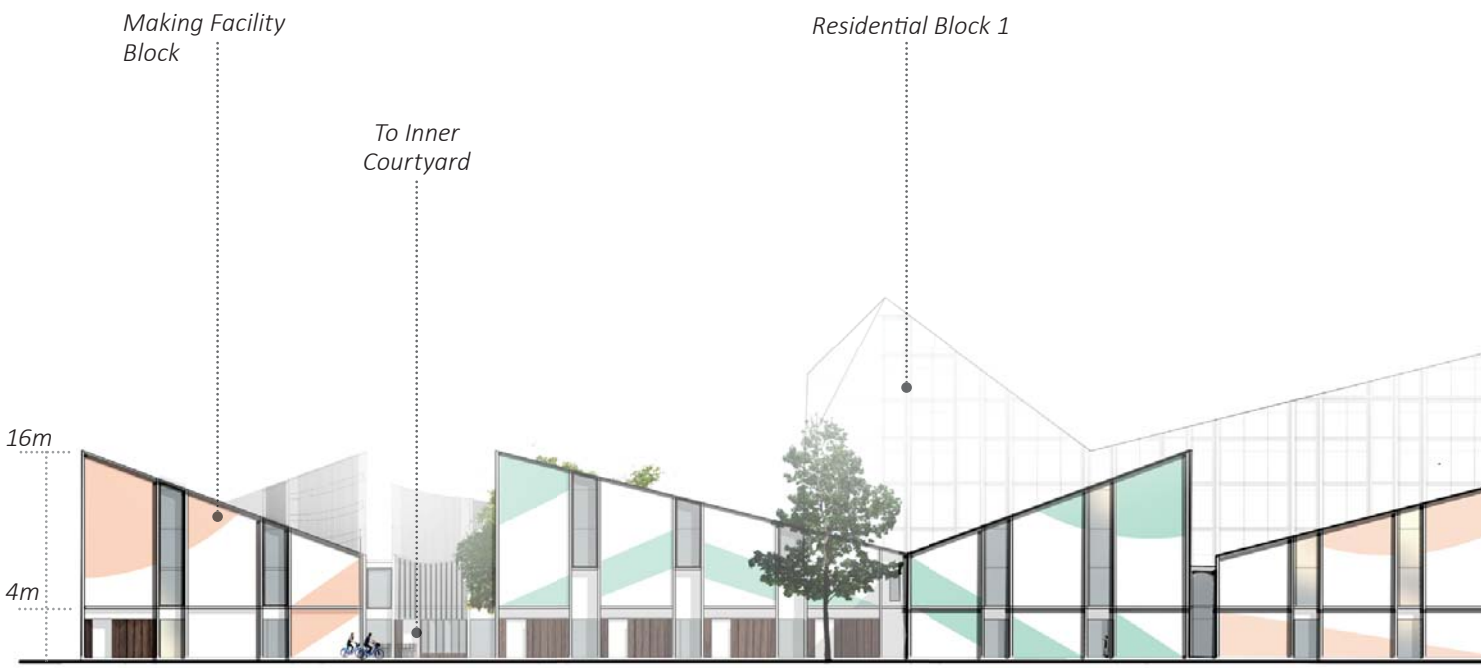 Making Facility
Block
Residential Block 1
To Inner
Courtyard
16m
4m